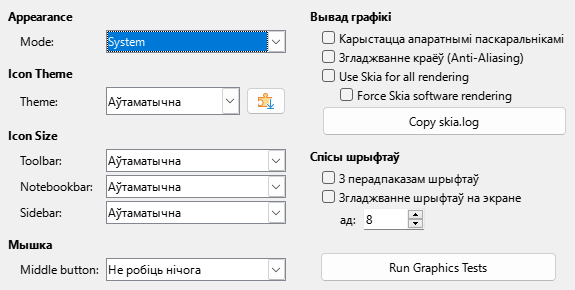 Appearance
Mode: System
Icon Theme
Theme: Аўтаматычна
Icon Size
Toolbar: Аўтаматычна
Notebookbar: Аўтаматычна
Sidebar: Аўтаматычна
Мышка
Middle button: Не робіць нічога
Вывад графікі
Карыстацца апаратнымі паскаральнікамі
Згладжванне краёў (Anti-Aliasing)
Use Skia for all rendering
Force Skia software rendering
Copy skia.log
Спісы шрыфтаў
З перадпаказам шрыфтаў
Згладжванне шрыфтаў на экране
ад: 8
Run Graphics Tests